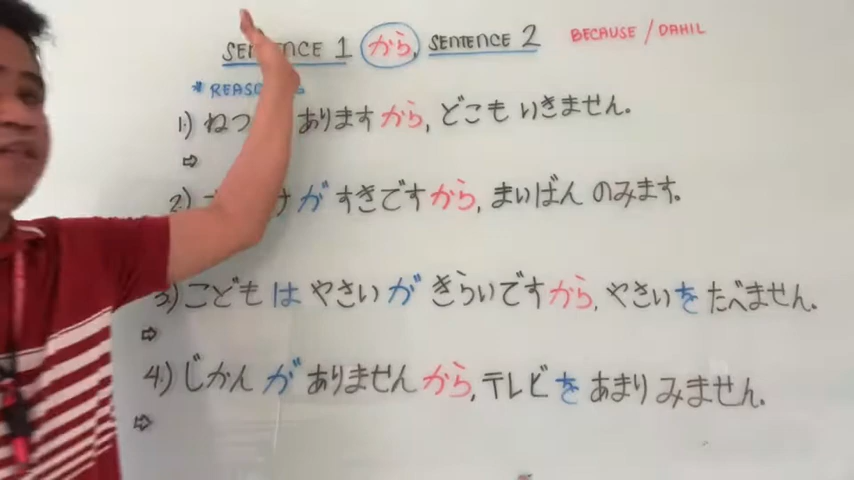 SENTENCE 1 から, SENTENCE 2 BECAUSE / DAHIL
* REASON
1.) ねつ あります から, どこも いきません。
⇨
2) が すきです から, まいばん のみます。
3) こども は やさい が きらいです から, やさい を たべません.
⇨
4.) じかん が ありません から, テレビ を あまり みません.
⇨